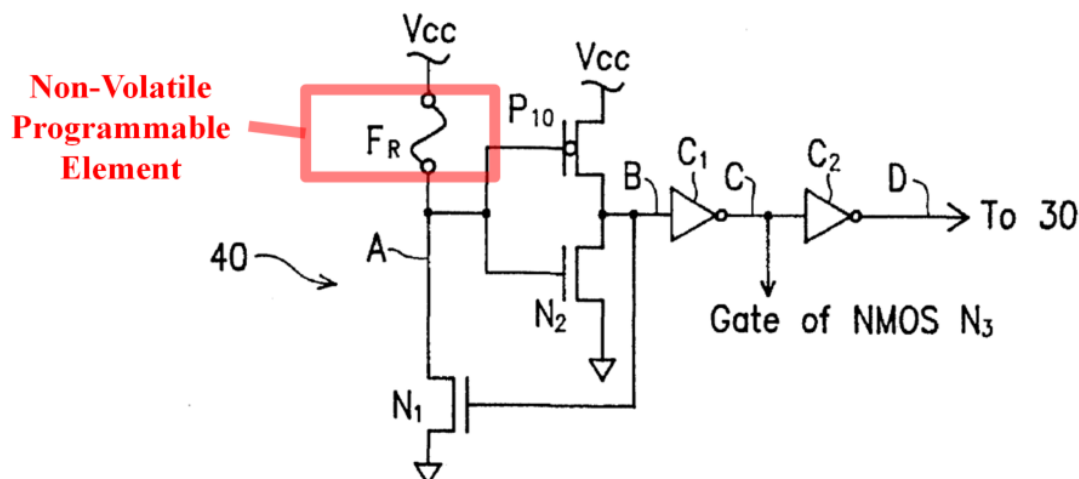 Vcc
Vcc
Non-Volatile
Programmable
Element
FR
P10
A
B
C1
C
C2
D
To 30
40
N2
Gate of NMOS N3
N1